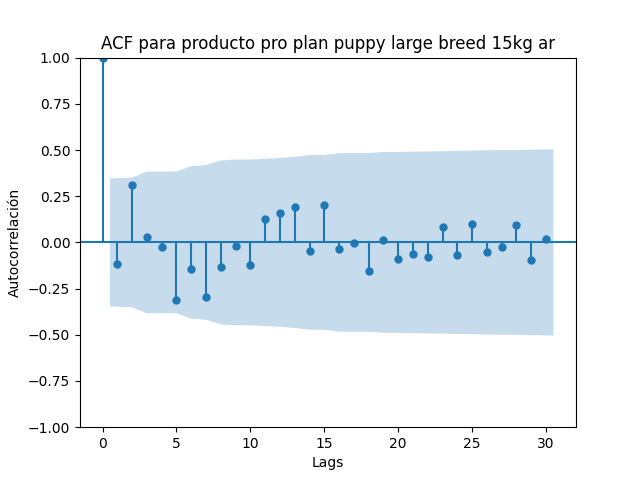 ACF para producto pro plan puppy large breed 15kg ar
1.00
0.75
0.50
0.25
0.00
−0.25
−0.50
−0.75
−1.00
Autocorrelación
0 5 10 15 20 25 30
Lags